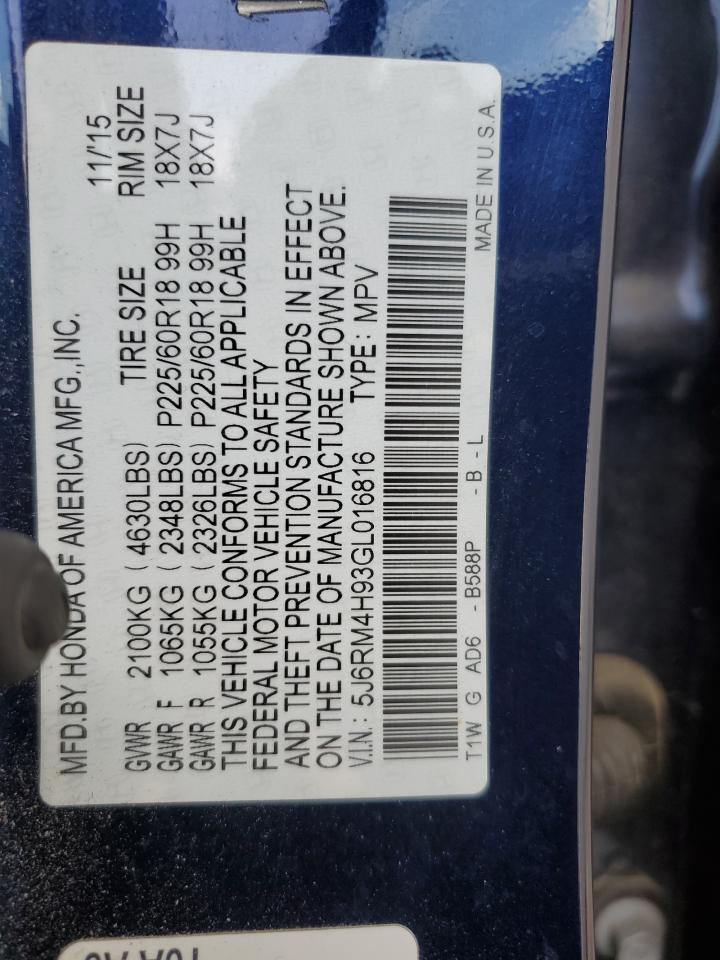 MFD.BY HONDA OF AMERICA MFG.,INC. 11/'15
GVWR 2100KG ( 4630LBS) TIRE SIZE RIM SIZE
GAWR F 1065KG ( 2348LBS) P225/60R18 99H 18X7J
GAWR R 1055KG ( 2326LBS) P225/60R18 99H 18X7J
THIS VEHICLE CONFORMS TO ALL APPLICABLE
FEDERAL MOTOR VEHICLE SAFETY
AND THEFT PREVENTION STANDARDS IN EFFECT
ON THE DATE OF MANUFACTURE SHOWN ABOVE.
V.I.N.: 5J6RM4H93GL016816 TYPE: MPV
T1W G AD6 -B588P -B-L MADE IN U.S.A.